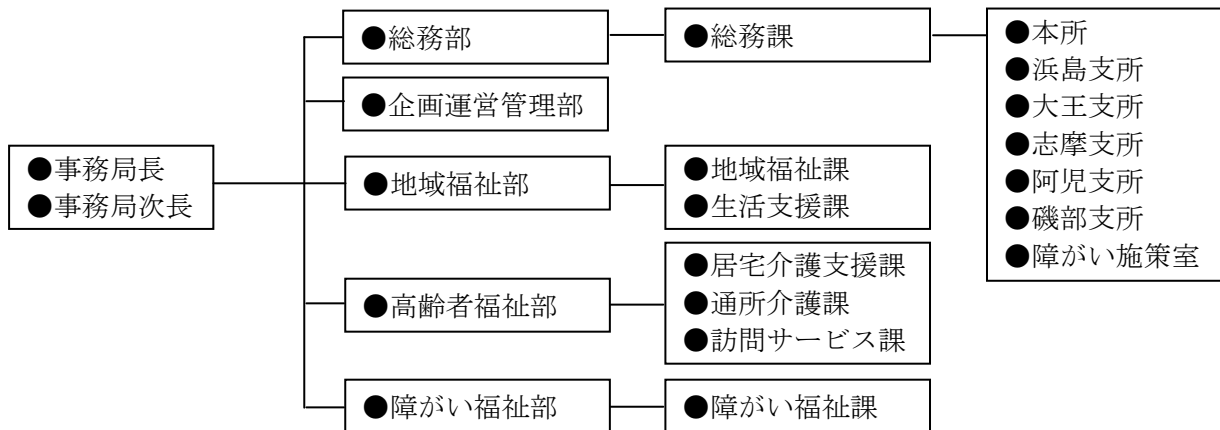 ●事務局長
●事務局次長
●総務部
●企画運営管理部
●地域福祉部
●高齢者福祉部
●障がい福祉部
●総務課
●地域福祉課
●生活支援課
●居宅介護支援課
●通所介護課
●訪問サービス課
●障がい福祉課
●本所
●浜島支所
●大王支所
●志摩支所
●阿児支所
●磯部支所
●障がい施策室